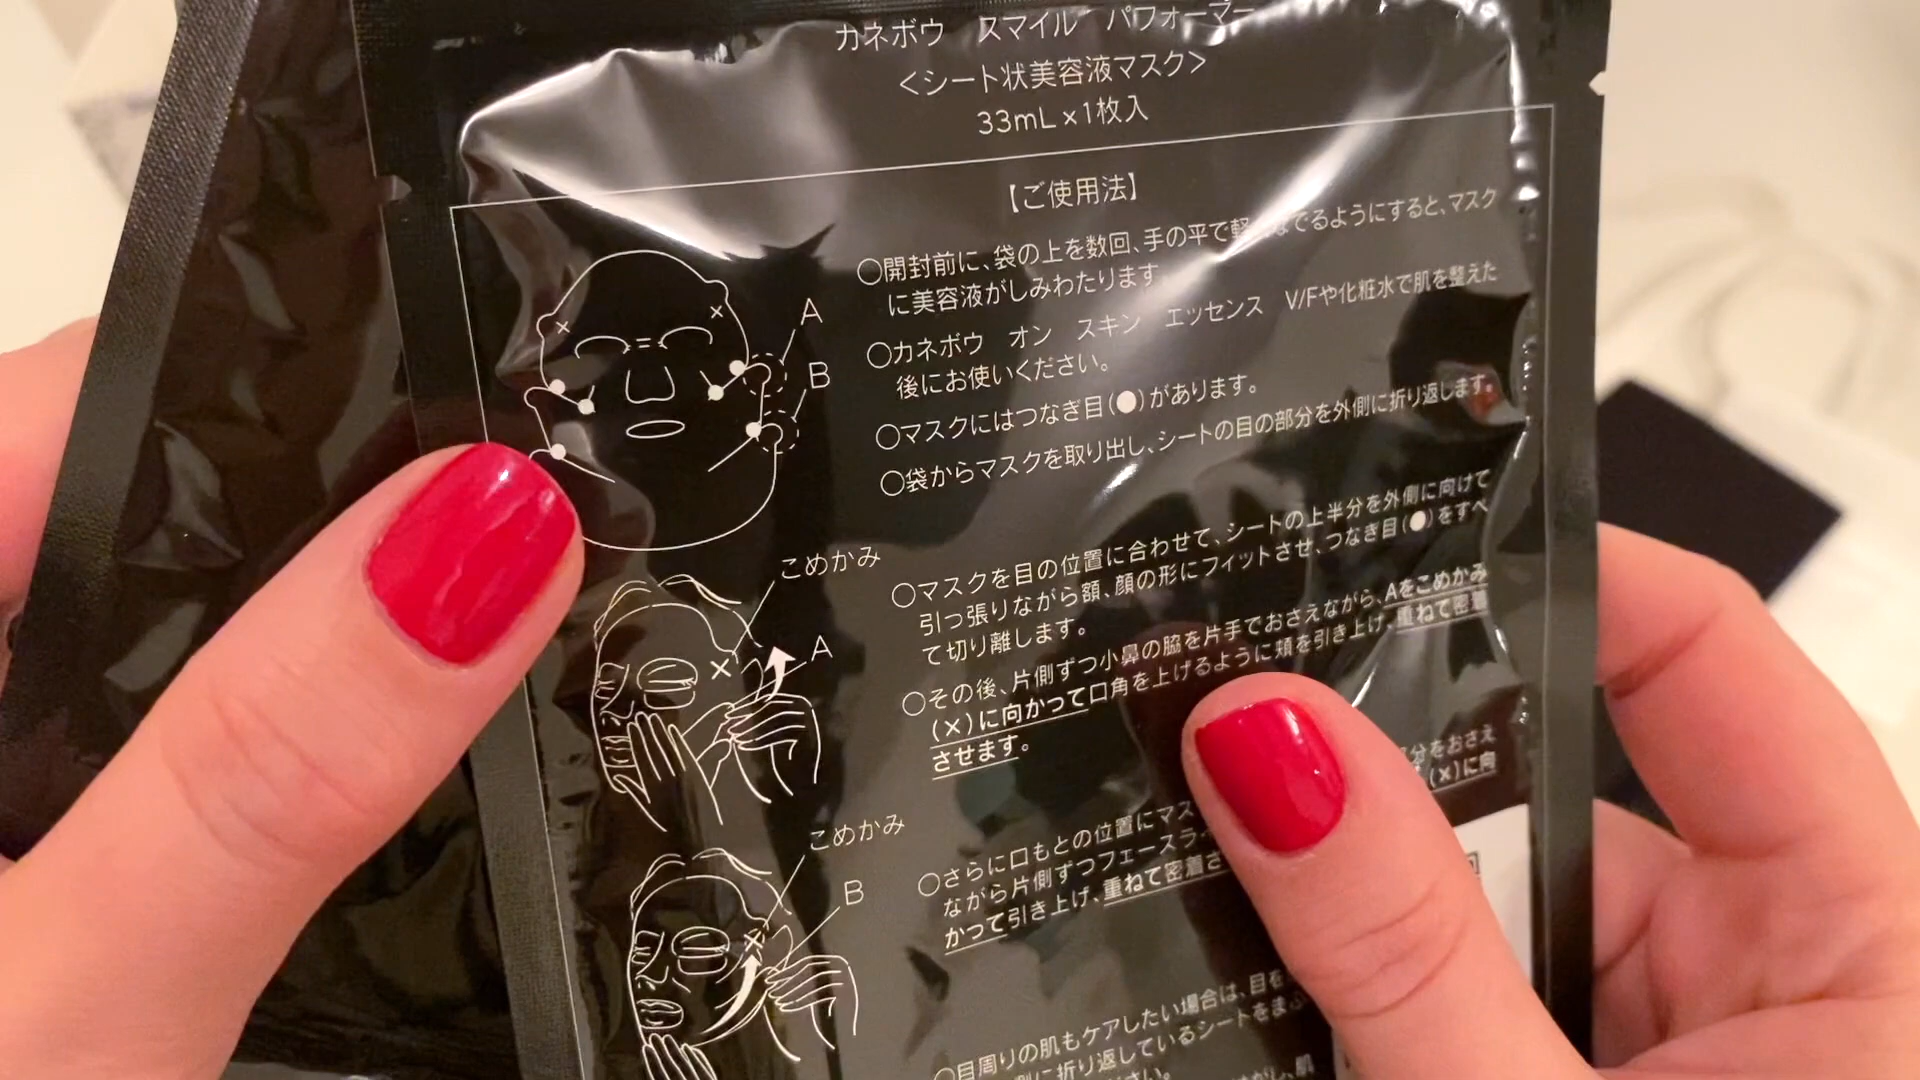 カネボウ　スマイル　パフォーマー
＜シート状美容液マスク＞
33mL×1枚入
【ご使用法】
○開封前に、袋の上を数回、手の平で軽くなでるようにすると、マスク
に美容液がしみわたります。
○カネボウ　オン　スキン　エッセンス　V/Fや化粧水で肌を整えた
後にお使いください。
○マスクにはつなぎ目(●)があります。
○袋からマスクを取り出し、シートの目の部分を外側に折り返します。
A
B
○マスクを目の位置に合わせて、シートの上半分を外側に向けて
引っ張りながら額、顔の形にフィットさせ、つなぎ目(●)をすべ
て切り離します。
○その後、片側ずつ小鼻の脇を片手でおさえながら、Aをこめかみ
(×)に向かって口角を上げるように頬を引き上げ、重ねて密着
させます。
こめかみ
A
○さらに口もとの位置にマス 分をおさえ
ながら片側ずつフェースラ (×)に向
かって引き上げ、重ねて密着さ
こめかみ
B
○目周りの肌もケアしたい場合は、目を
側に折り返しているシートをまぶ
さい。
肌